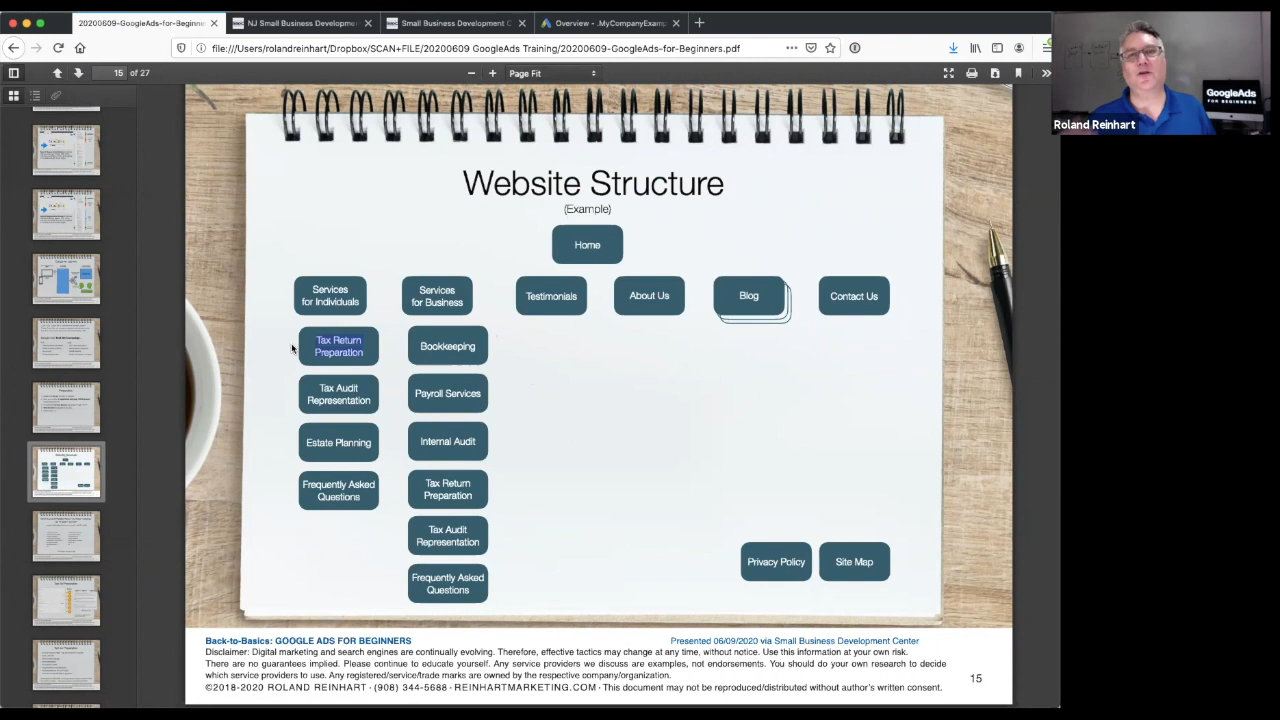 20200609-GoogleAds-for-Beginne
NJ Small Business Developme
Small Business Development C
Overview - .MyCompanyExamp
file:///Users/rolandreinhart/Dropbox/SCAN+FILE/20200609 GoogleAds Training/20200609-GoogleAds-for-Beginners.pdf
15 of 27
Page Fit
GoogleAds
FOR BEGINNERS
Roland Reinhart
Website Structure
(Example)
Home
Services
for Individuals
Services
for Business
Testimonials
About Us
Blog
Contact Us
Tax Return
Preparation
Bookkeeping
Tax Audit
Representation
Payroll Services
Estate Planning
Internal Audit
Frequently Asked
Questions
Tax Return
Preparation
Tax Audit
Representation
Frequently Asked
Questions
Privacy Policy
Site Map
Back-to-Basics: GOOGLE ADS FOR BEGINNERS
Presented 06/09/2020 via Small Business Development Center
Disclaimer: Digital marketing and search engines are continually evolving. Therefore, effective tactics may change at any time, without notice. Use this information at your own risk.
There are no guarantees implied. Please continue to educate yourself. Any service providers we discuss are examples, not endorsements. You should do your own research to decide
which service providers to use. Any registered/service/trade marks are owned by the respective company/organization.
©2018-2020 ROLAND REINHART · (908) 344-5688 · REINHARTMARKETING.COM · This document may not be reproduced/distributed without author's written consent.
15